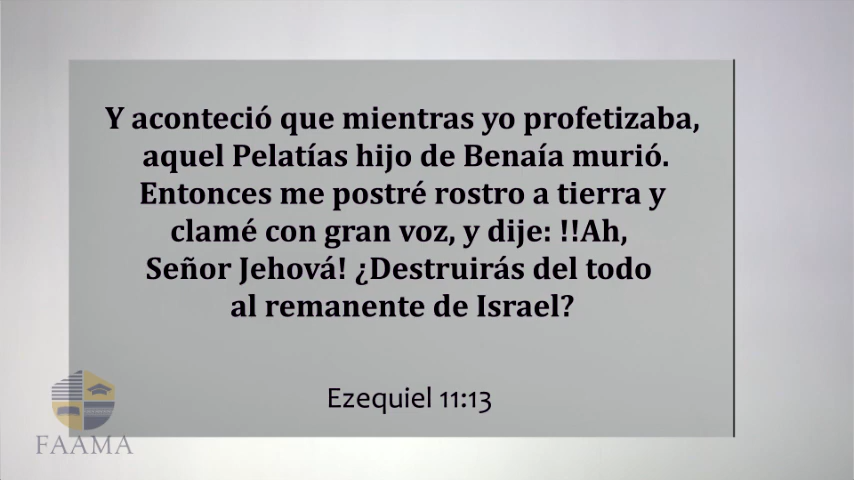 Y aconteció que mientras yo profetizaba,
aquel Pelatías hijo de Benaía murió.
Entonces me postré rostro a tierra y
clamé con gran voz, y dije: !!Ah,
Señor Jehová! ¿Destruirás del todo
al remanente de Israel?
Ezequiel 11:13
FAAMA